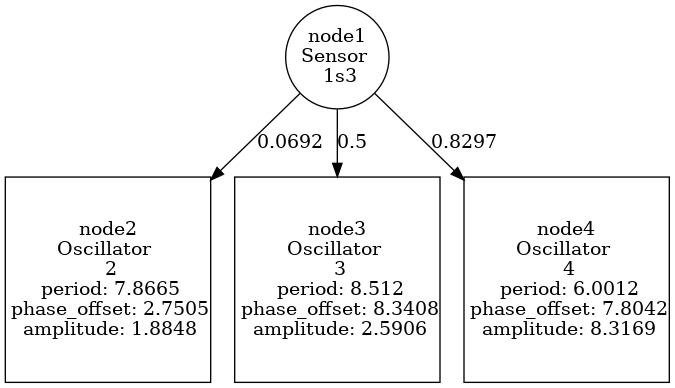 node1
Sensor
1s3
0.0692
0.5
0.8297
node2
Oscillator
2
period: 7.8665
phase_offset: 2.7505
amplitude: 1.8848
node3
Oscillator
3
period: 8.512
phase_offset: 8.3408
amplitude: 2.5906
node4
Oscillator
4
period: 6.0012
phase_offset: 7.8042
amplitude: 8.3169